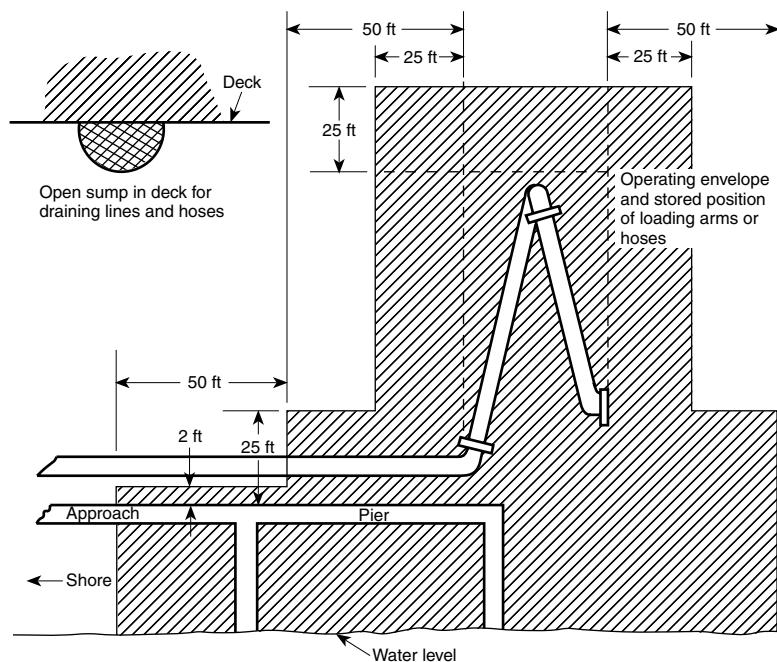 50 ft
50 ft
25 ft
25 ft
Deck
25 ft
Open sump in deck for
draining lines and hoses
Operating envelope
and stored position
of loading arms or
hoses
50 ft
2 ft
25 ft
Approach
Pier
Shore
Water level